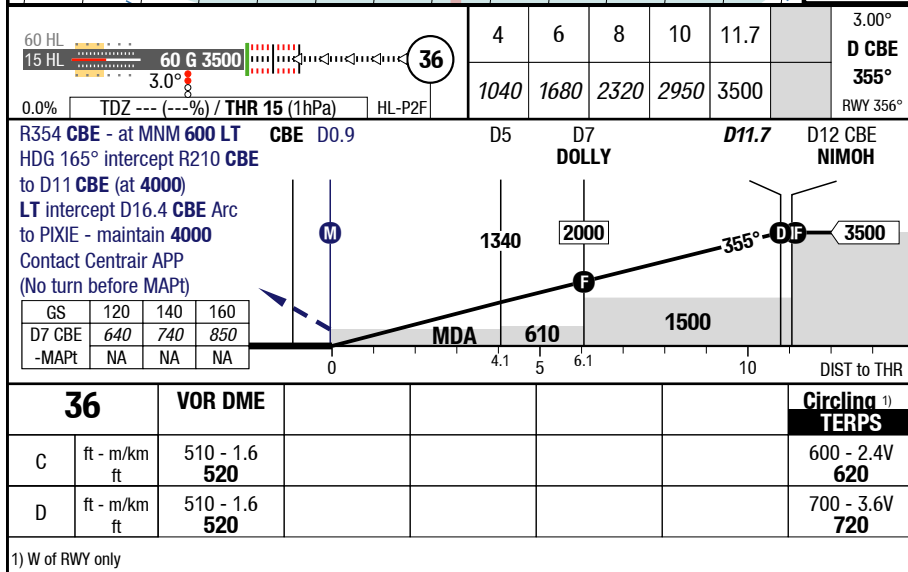 60 HL
15 HL 60 G 3500 36
3.0°
0.0% TDZ --- (---%) / THR 15 (1hPa) HL-P2F
4 6 8 10 11.7
1040 1680 2320 2950 3500
3.00°
D CBE
355°
RWY 356°
R354 CBE - at MNM 600 LT
HDG 165° intercept R210 CBE
to D11 CBE (at 4000)
LT intercept D16.4 CBE Arc
to PIXIE - maintain 4000
Contact Centrair APP
(No turn before MAPt)
CBE D0.9 D5 D7 D11.7 D12 CBE
DOLLY NIMOH
M 1340 2000 355° D IF 3500
F
GS 120 140 160
D7 CBE 640 740 850
-MAPt NA NA NA
MDA 610 1500
0 4.1 5 6.1 10 DIST to THR
36 VOR DME Circling 1)
TERPS
C ft - m/km 510 - 1.6 600 - 2.4V
ft 520 620
D ft - m/km 510 - 1.6 700 - 3.6V
ft 520 720
1) W of RWY only